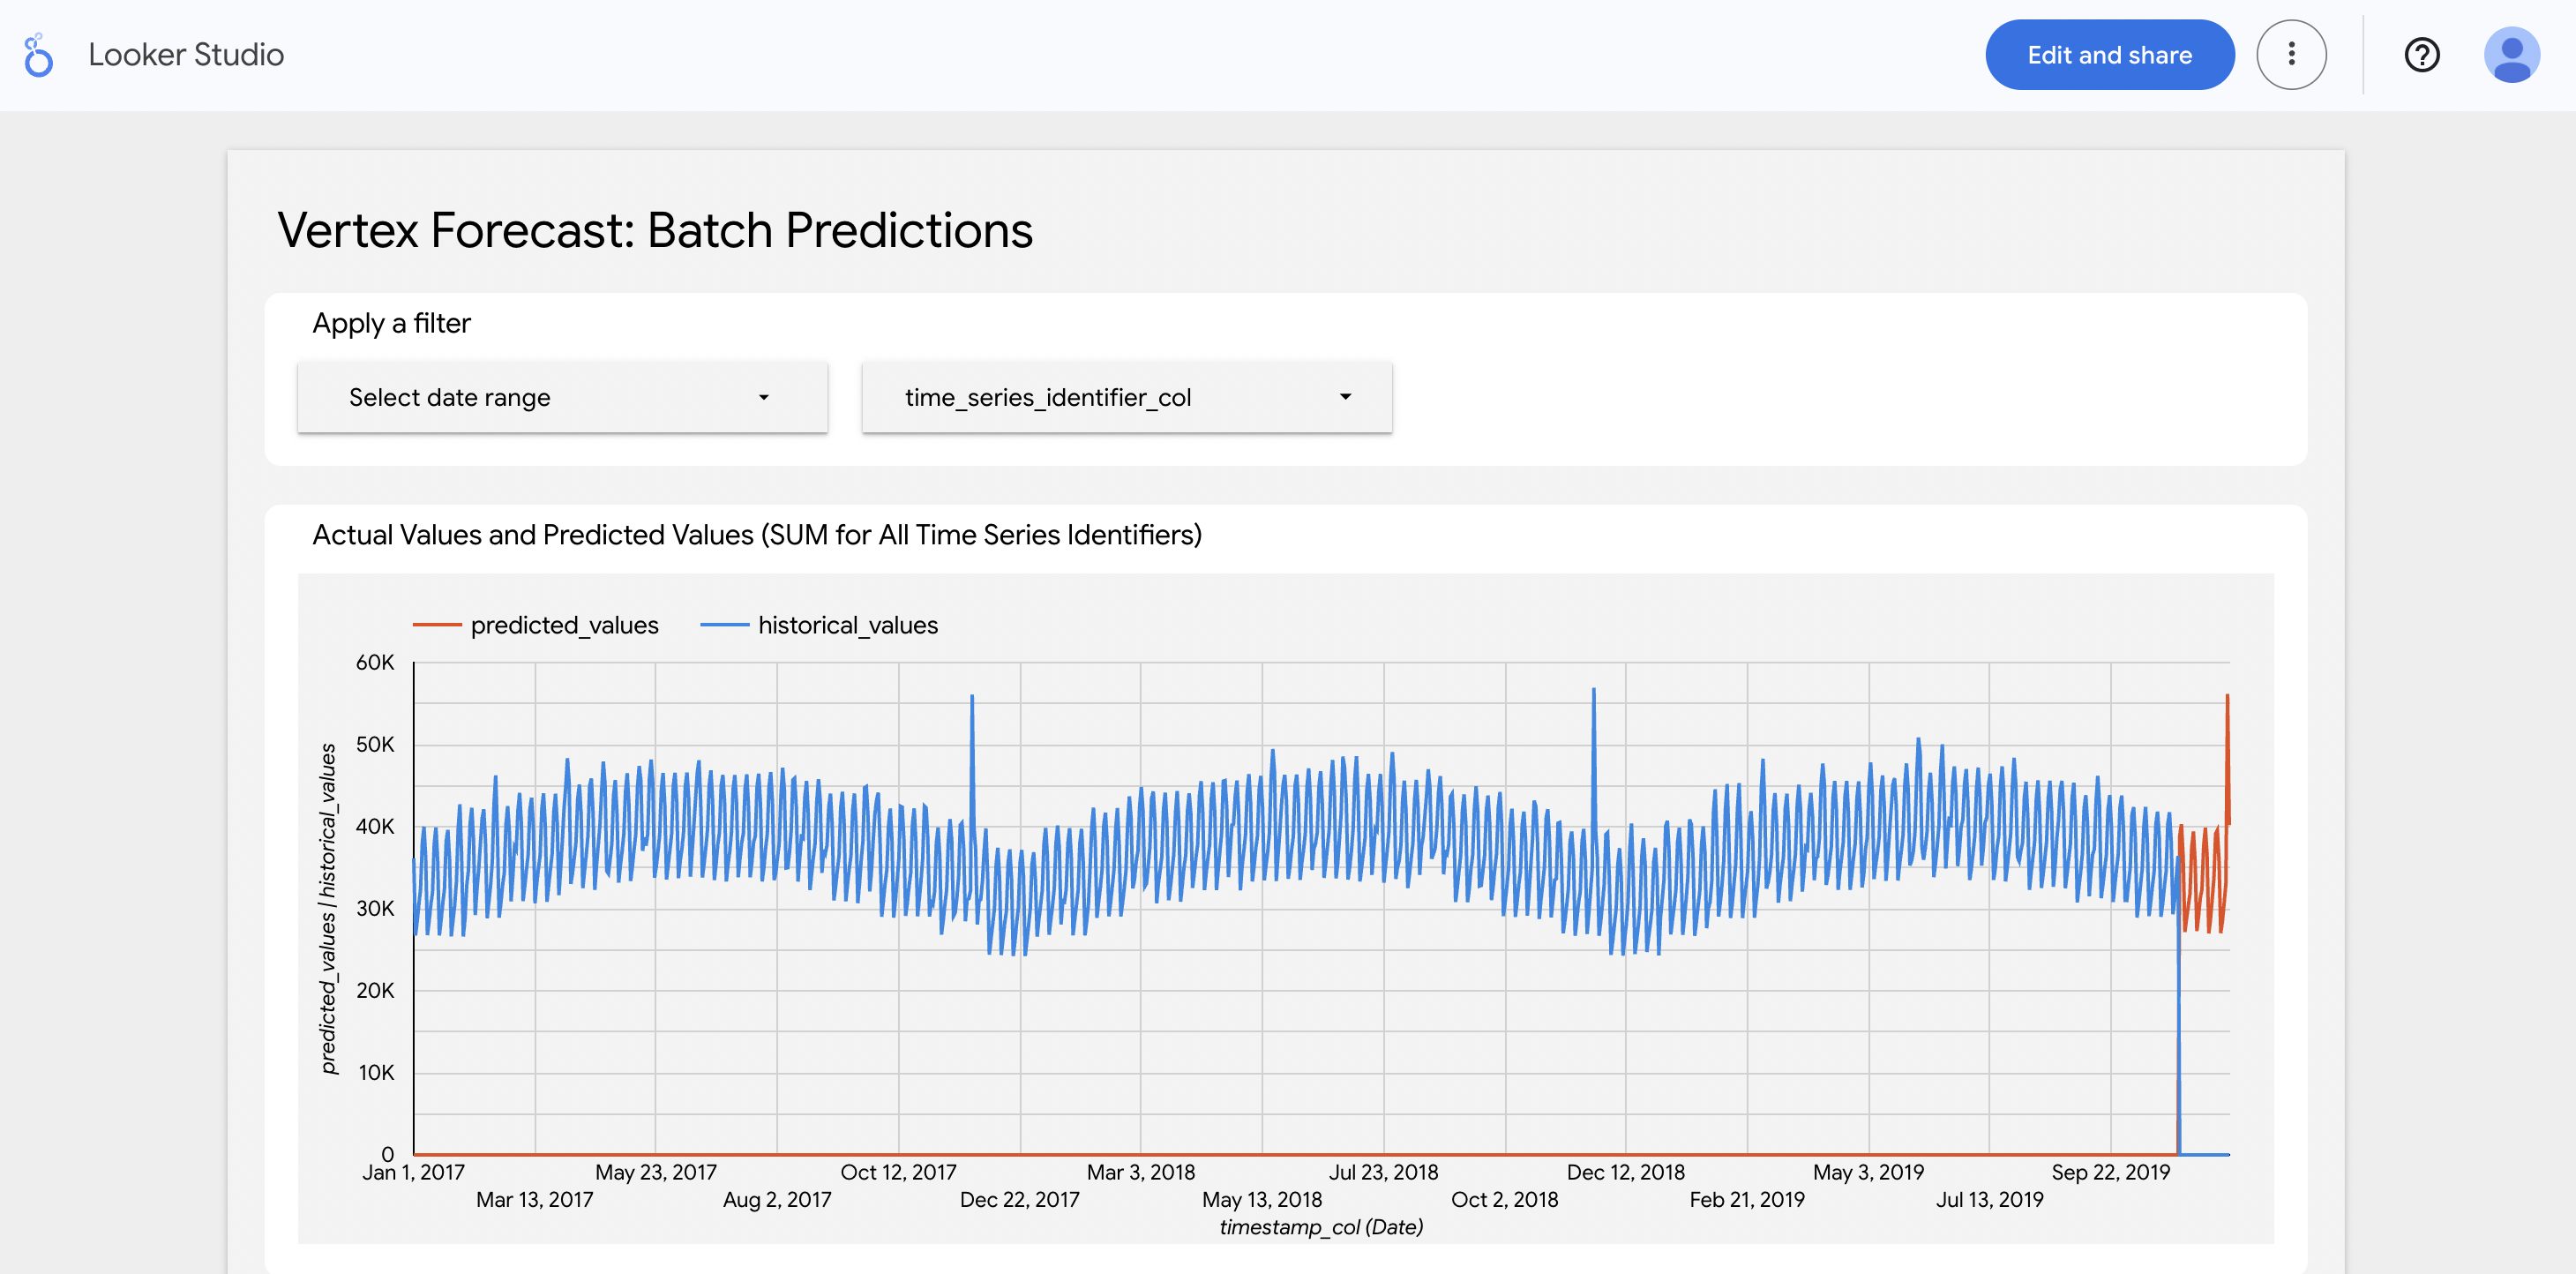 Looker Studio
Edit and share
Vertex Forecast: Batch Predictions
Apply a filter
Select date range
time_series_identifier_col
Actual Values and Predicted Values (SUM for All Time Series Identifiers)
predicted_values
historical_values
predicted_values | historical_values
60K
50K
40K
30K
20K
10K
0
Jan 1, 2017
Mar 13, 2017
May 23, 2017
Aug 2, 2017
Oct 12, 2017
Dec 22, 2017
Mar 3, 2018
May 13, 2018
Jul 23, 2018
Oct 2, 2018
Dec 12, 2018
Feb 21, 2019
May 3, 2019
Jul 13, 2019
Sep 22, 2019
timestamp_col (Date)